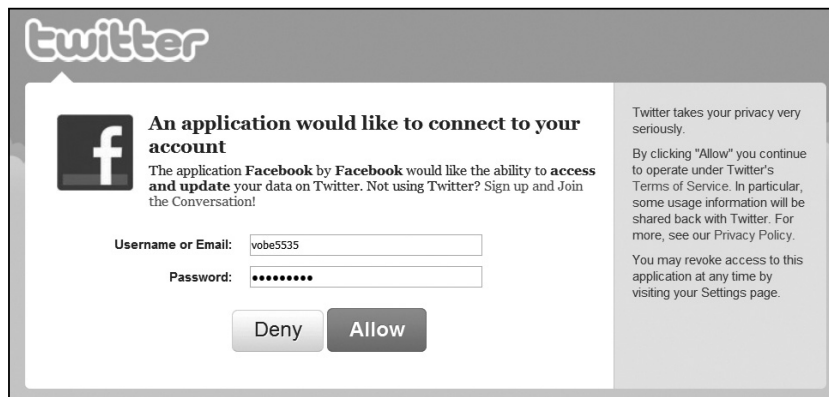 twitter
An application would like to connect to your
account
The application Facebook by Facebook would like the ability to access
and update your data on Twitter. Not using Twitter? Sign up and Join
the Conversation!
Username or Email: vobe5535
Password: •••••••••
Deny Allow
Twitter takes your privacy very
seriously.
By clicking "Allow" you continue
to operate under Twitter's
Terms of Service. In particular,
some usage information will be
shared back with Twitter. For
more, see our Privacy Policy.
You may revoke access to this
application at any time by
visiting your Settings page.